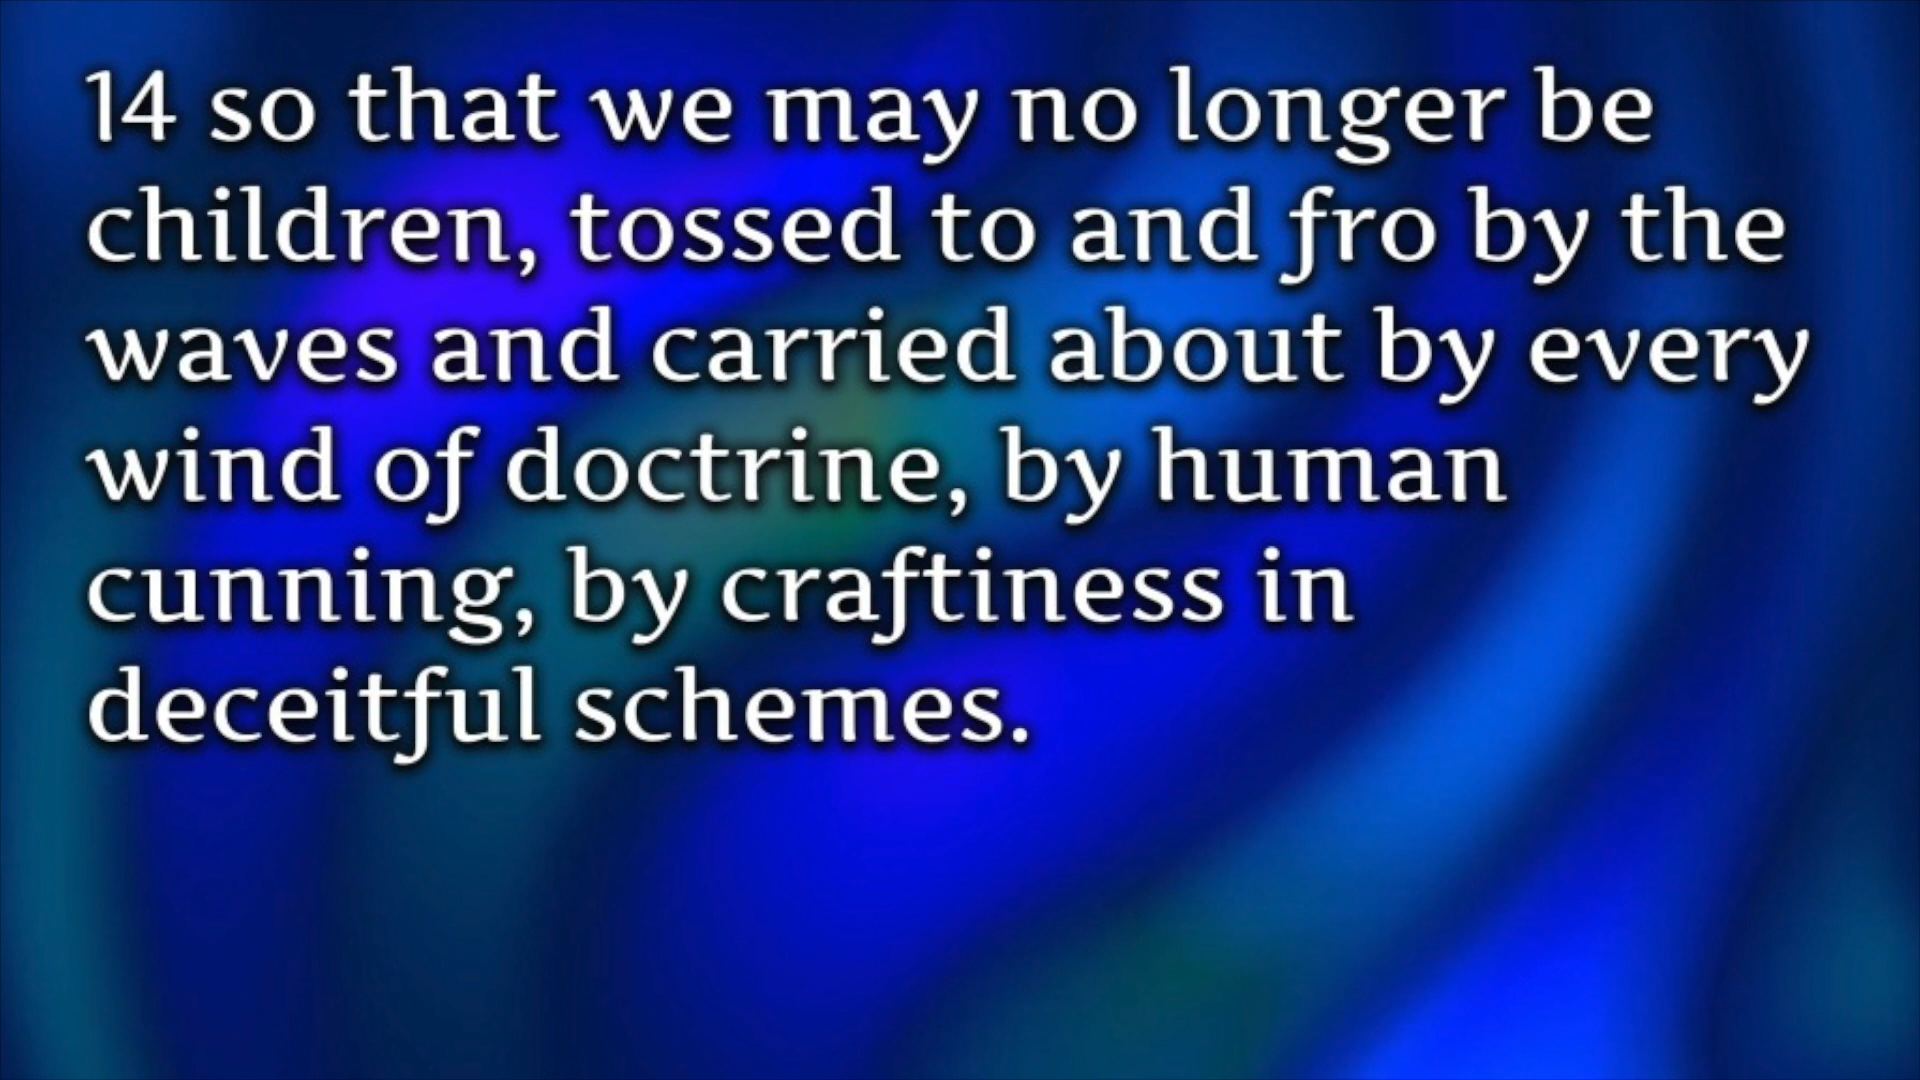 14 so that we may no longer be
children, tossed to and fro by the
waves and carried about by every
wind of doctrine, by human
cunning, by craftiness in
deceitful schemes.